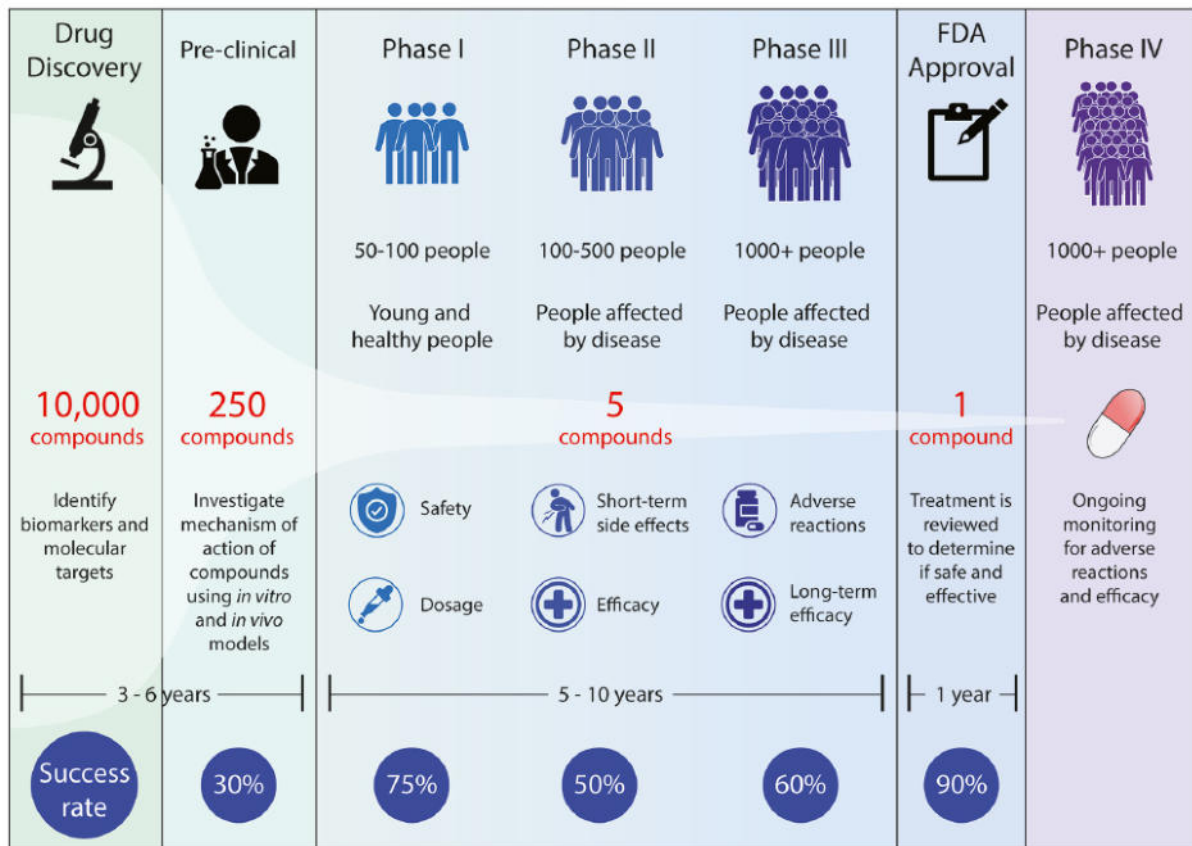 Drug
Discovery
Pre-clinical
Phase I
Phase II
Phase III
FDA
Approval
Phase IV
50-100 people
100-500 people
1000+ people
1000+ people
Young and
healthy people
People affected
by disease
People affected
by disease
People affected
by disease
10,000
compounds
250
compounds
5
compounds
1
compound
Identify
biomarkers and
molecular
targets
Investigate
mechanism of
action of
compounds
using in vitro
and in vivo
models
Safety
Dosage
Short-term
side effects
Efficacy
Adverse
reactions
Long-term
efficacy
Treatment is
reviewed
to determine
if safe and
effective
Ongoing
monitoring
for adverse
reactions
and efficacy
3 - 6 years
5 - 10 years
1 year
Success
rate
30%
75%
50%
60%
90%